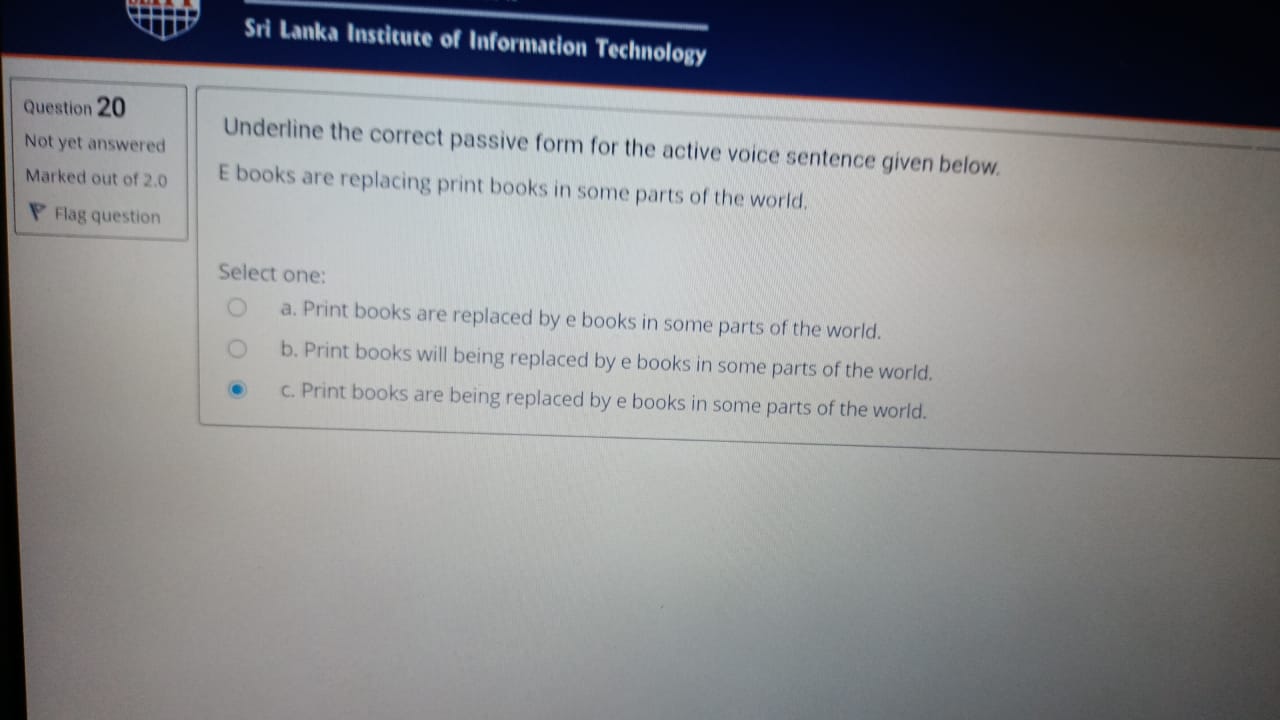 Sri Lanka Institute of Information Technology
Question 20
Not yet answered
Marked out of 2.0
Flag question
Underline the correct passive form for the active voice sentence given below.
E books are replacing print books in some parts of the world.
Select one:
a. Print books are replaced by e books in some parts of the world.
b. Print books will being replaced by e books in some parts of the world.
c. Print books are being replaced by e books in some parts of the world.